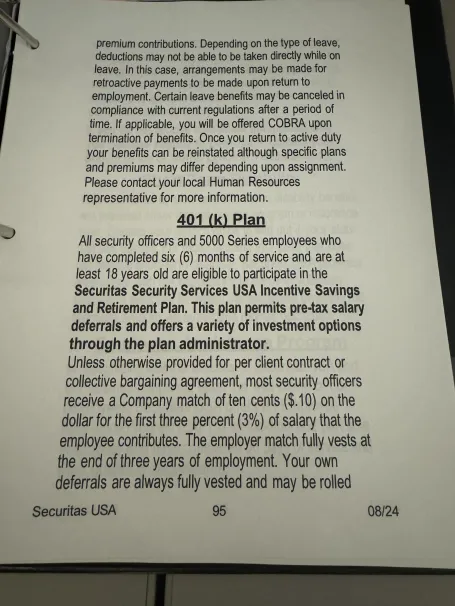 premium contributions. Depending on the type of leave,
deductions may not be able to be taken directly while on
leave. In this case, arrangements may be made for
retroactive payments to be made upon return to
employment. Certain leave benefits may be canceled in
compliance with current regulations after a period of
time. If applicable, you will be offered COBRA upon
termination of benefits. Once you return to active duty
your benefits can be reinstated although specific plans
and premiums may differ depending upon assignment.
Please contact your local Human Resources
representative for more information.
401 (k) Plan
All security officers and 5000 Series employees who
have completed six (6) months of service and are at
least 18 years old are eligible to participate in the
Securitas Security Services USA Incentive Savings
and Retirement Plan. This plan permits pre-tax salary
deferrals and offers a variety of investment options
through the plan administrator.
Unless otherwise provided for per client contract or
collective bargaining agreement, most security officers
receive a Company match of ten cents ($.10) on the
dollar for the first three percent (3%) of salary that the
employee contributes. The employer match fully vests at
the end of three years of employment. Your own
deferrals are always fully vested and may be rolled
Securitas USA 95 08/24